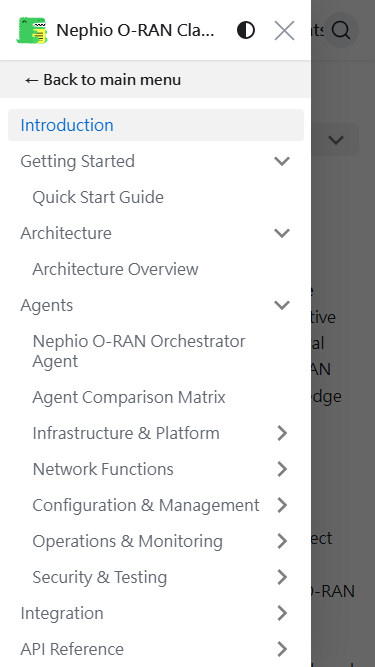 Nephio O-RAN Cla...
← Back to main menu
Introduction
Getting Started
Quick Start Guide
Architecture
Architecture Overview
Agents
Nephio O-RAN Orchestrator
Agent
Agent Comparison Matrix
Infrastructure & Platform
Network Functions
Configuration & Management
Operations & Monitoring
Security & Testing
Integration
API Reference
O-RAN